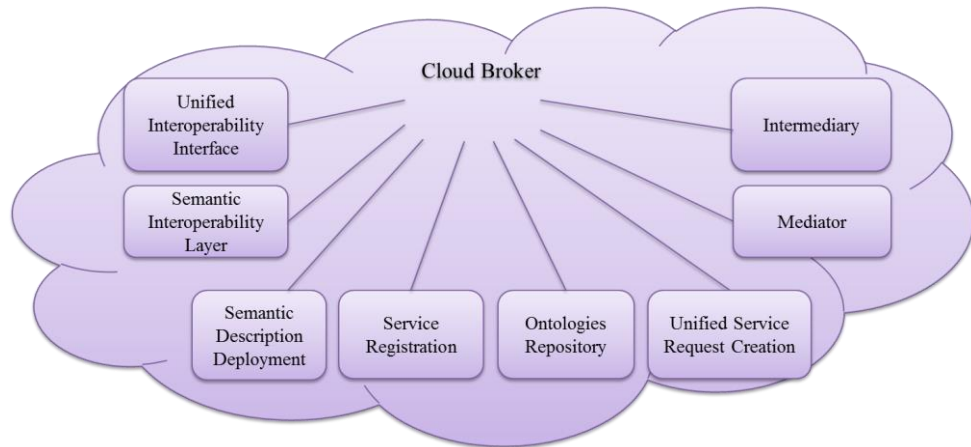 Cloud Broker
Unified
Interoperability
Interface
Intermediary
Semantic
Interoperability
Layer
Mediator
Semantic
Description
Deployment
Service
Registration
Ontologies
Repository
Unified Service
Request Creation